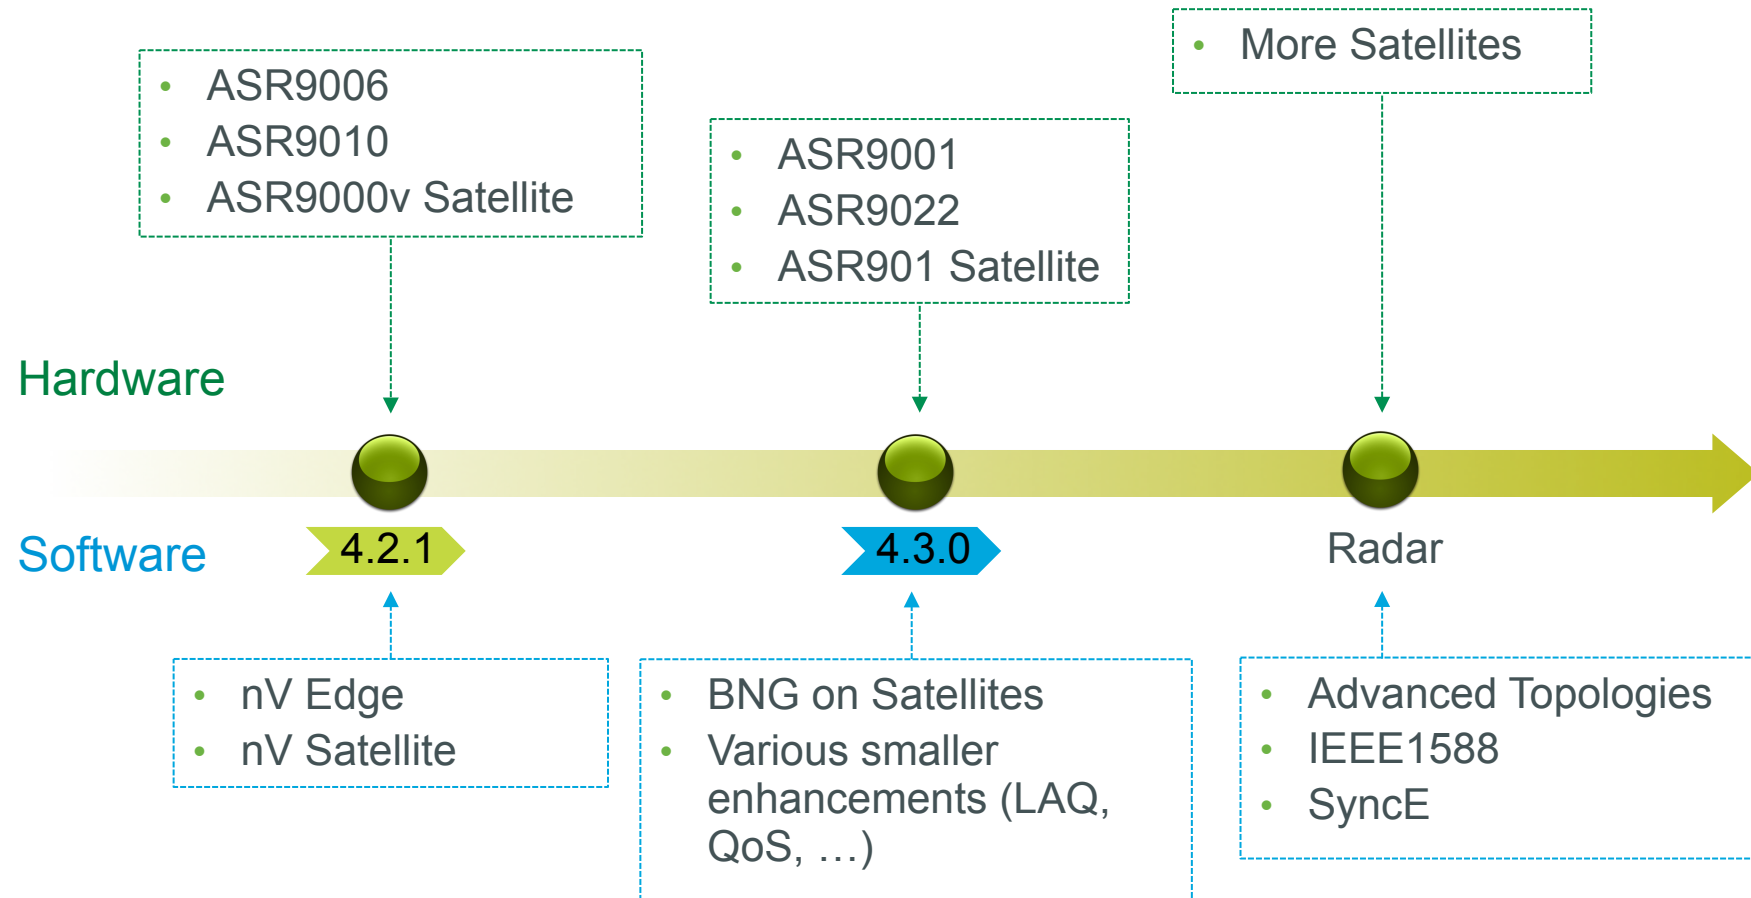 • ASR9006
• ASR9010
• ASR9000v Satellite
• ASR9001
• ASR9022
• ASR901 Satellite
• More Satellites
Hardware
Software
4.2.1
4.3.0
Radar
• nV Edge
• nV Satellite
• BNG on Satellites
• Various smaller
enhancements (LAQ,
QoS, …)
• Advanced Topologies
• IEEE1588
• SyncE